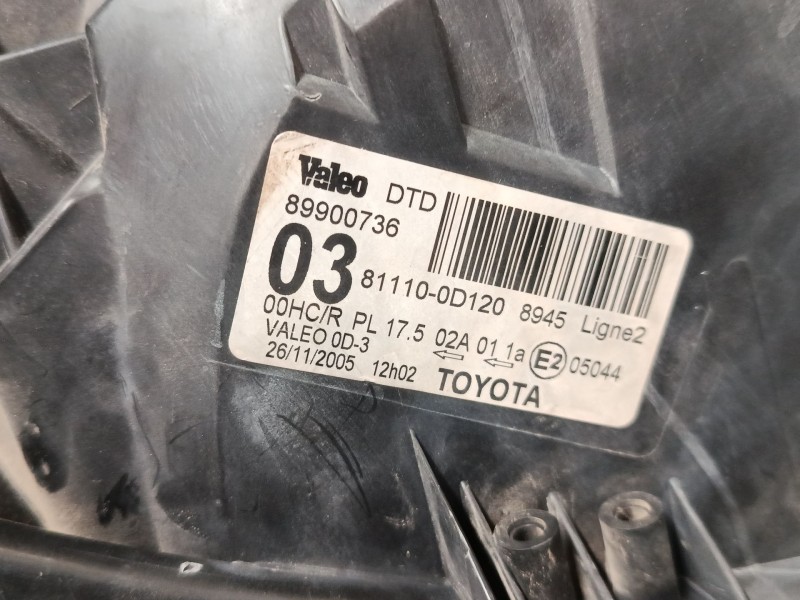 Valeo DTD
89900736
03 81110-0D120 8945 Ligne2
00HC/R PL 17.5 02A 01 1a E2 05044
VALEO 0D-3
26/11/2005 12h02 TOYOTA